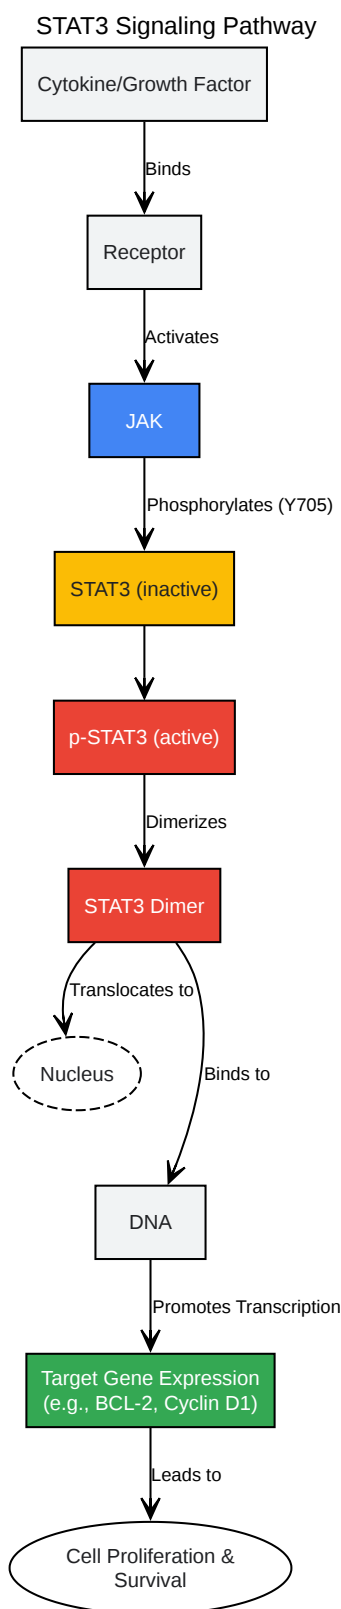 STAT3 Signaling Pathway
Cytokine/Growth Factor
Binds
Receptor
Activates
JAK
Phosphorylates (Y705)
STAT3 (inactive)
p-STAT3 (active)
Dimerizes
STAT3 Dimer
Translocates to
Nucleus
Binds to
DNA
Promotes Transcription
Target Gene Expression
(e.g., BCL-2, Cyclin D1)
Leads to
Cell Proliferation &
Survival